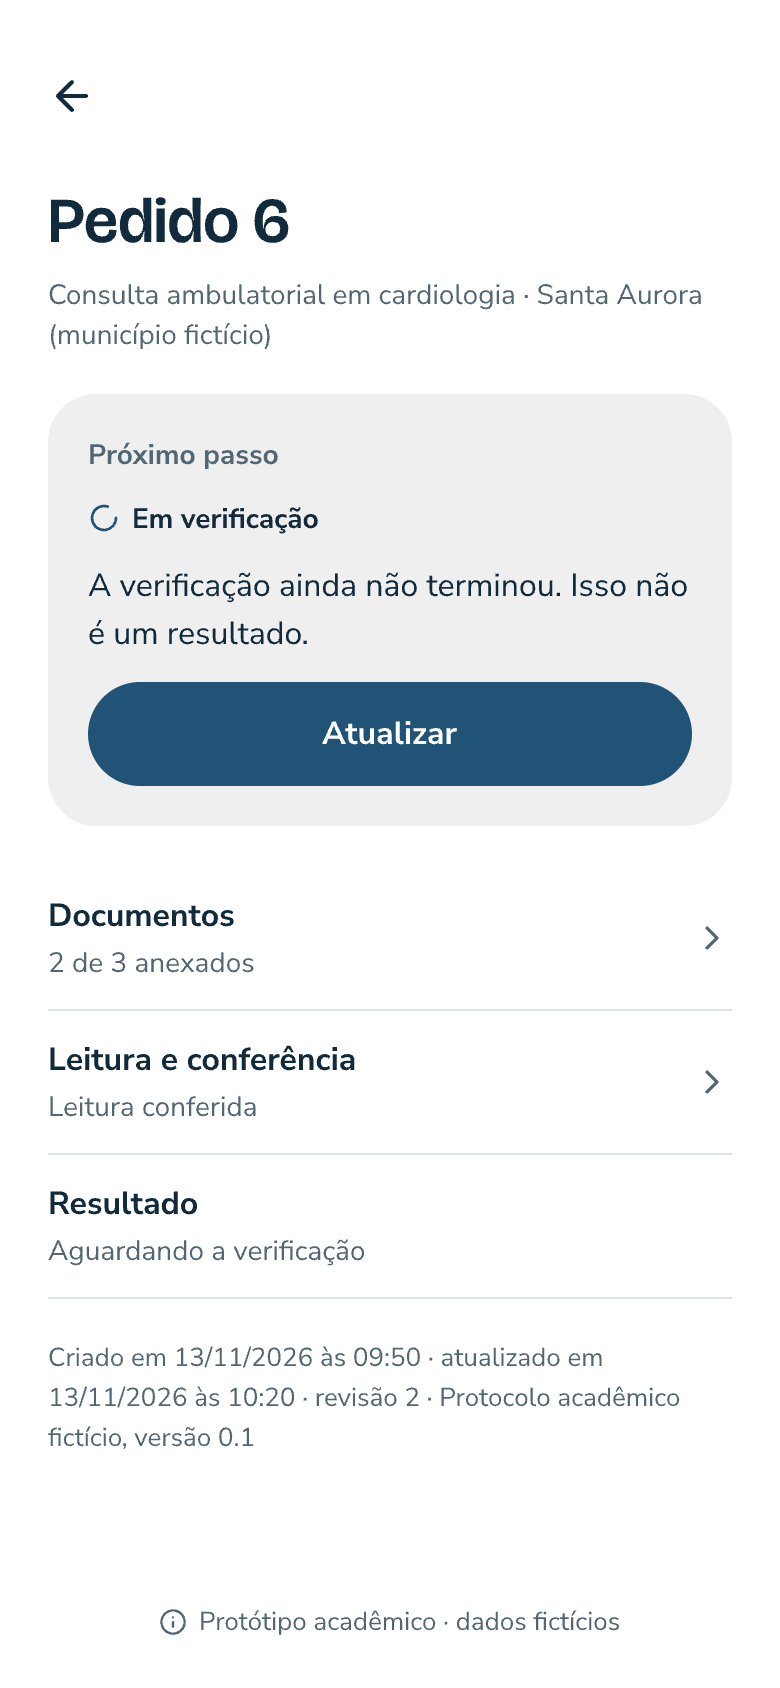 Pedido 6
Consulta ambulatorial em cardiologia · Santa Aurora
(município fictício)
Próximo passo
Em verificação
A verificação ainda não terminou. Isso não
é um resultado.
Atualizar
Documentos
2 de 3 anexados
Leitura e conferência
Leitura conferida
Resultado
Aguardando a verificação
Criado em 13/11/2026 às 09:50 · atualizado em
13/11/2026 às 10:20 · revisão 2 · Protocolo acadêmico
fictício, versão 0.1
Protótipo acadêmico · dados fictícios